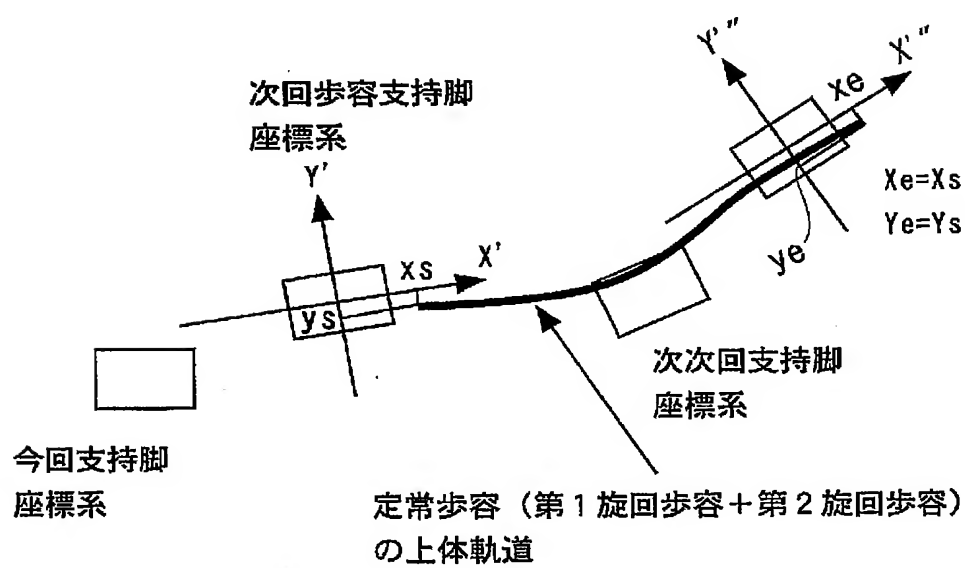 Y'''
X'''
xe
次回歩容支持脚
座標系
Y'
Xe=Xs
Ye=Ys
ye
X'
xs
ys
次次回支持脚
座標系
今回支持脚
座標系
定常歩容（第1旋回歩容＋第2旋回歩容）
の上体軌道